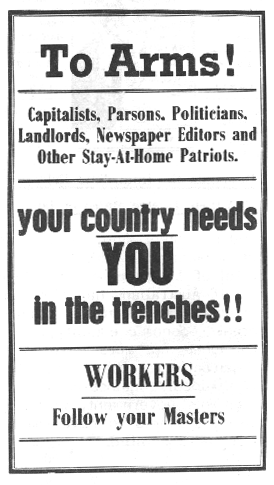 To Arms!
Capitalists, Parsons. Politicians.
Landlords, Newspaper Editors and
Other Stay-At-Home Patriots.
your country needs
YOU
in the trenches!!
WORKERS
Follow your Masters